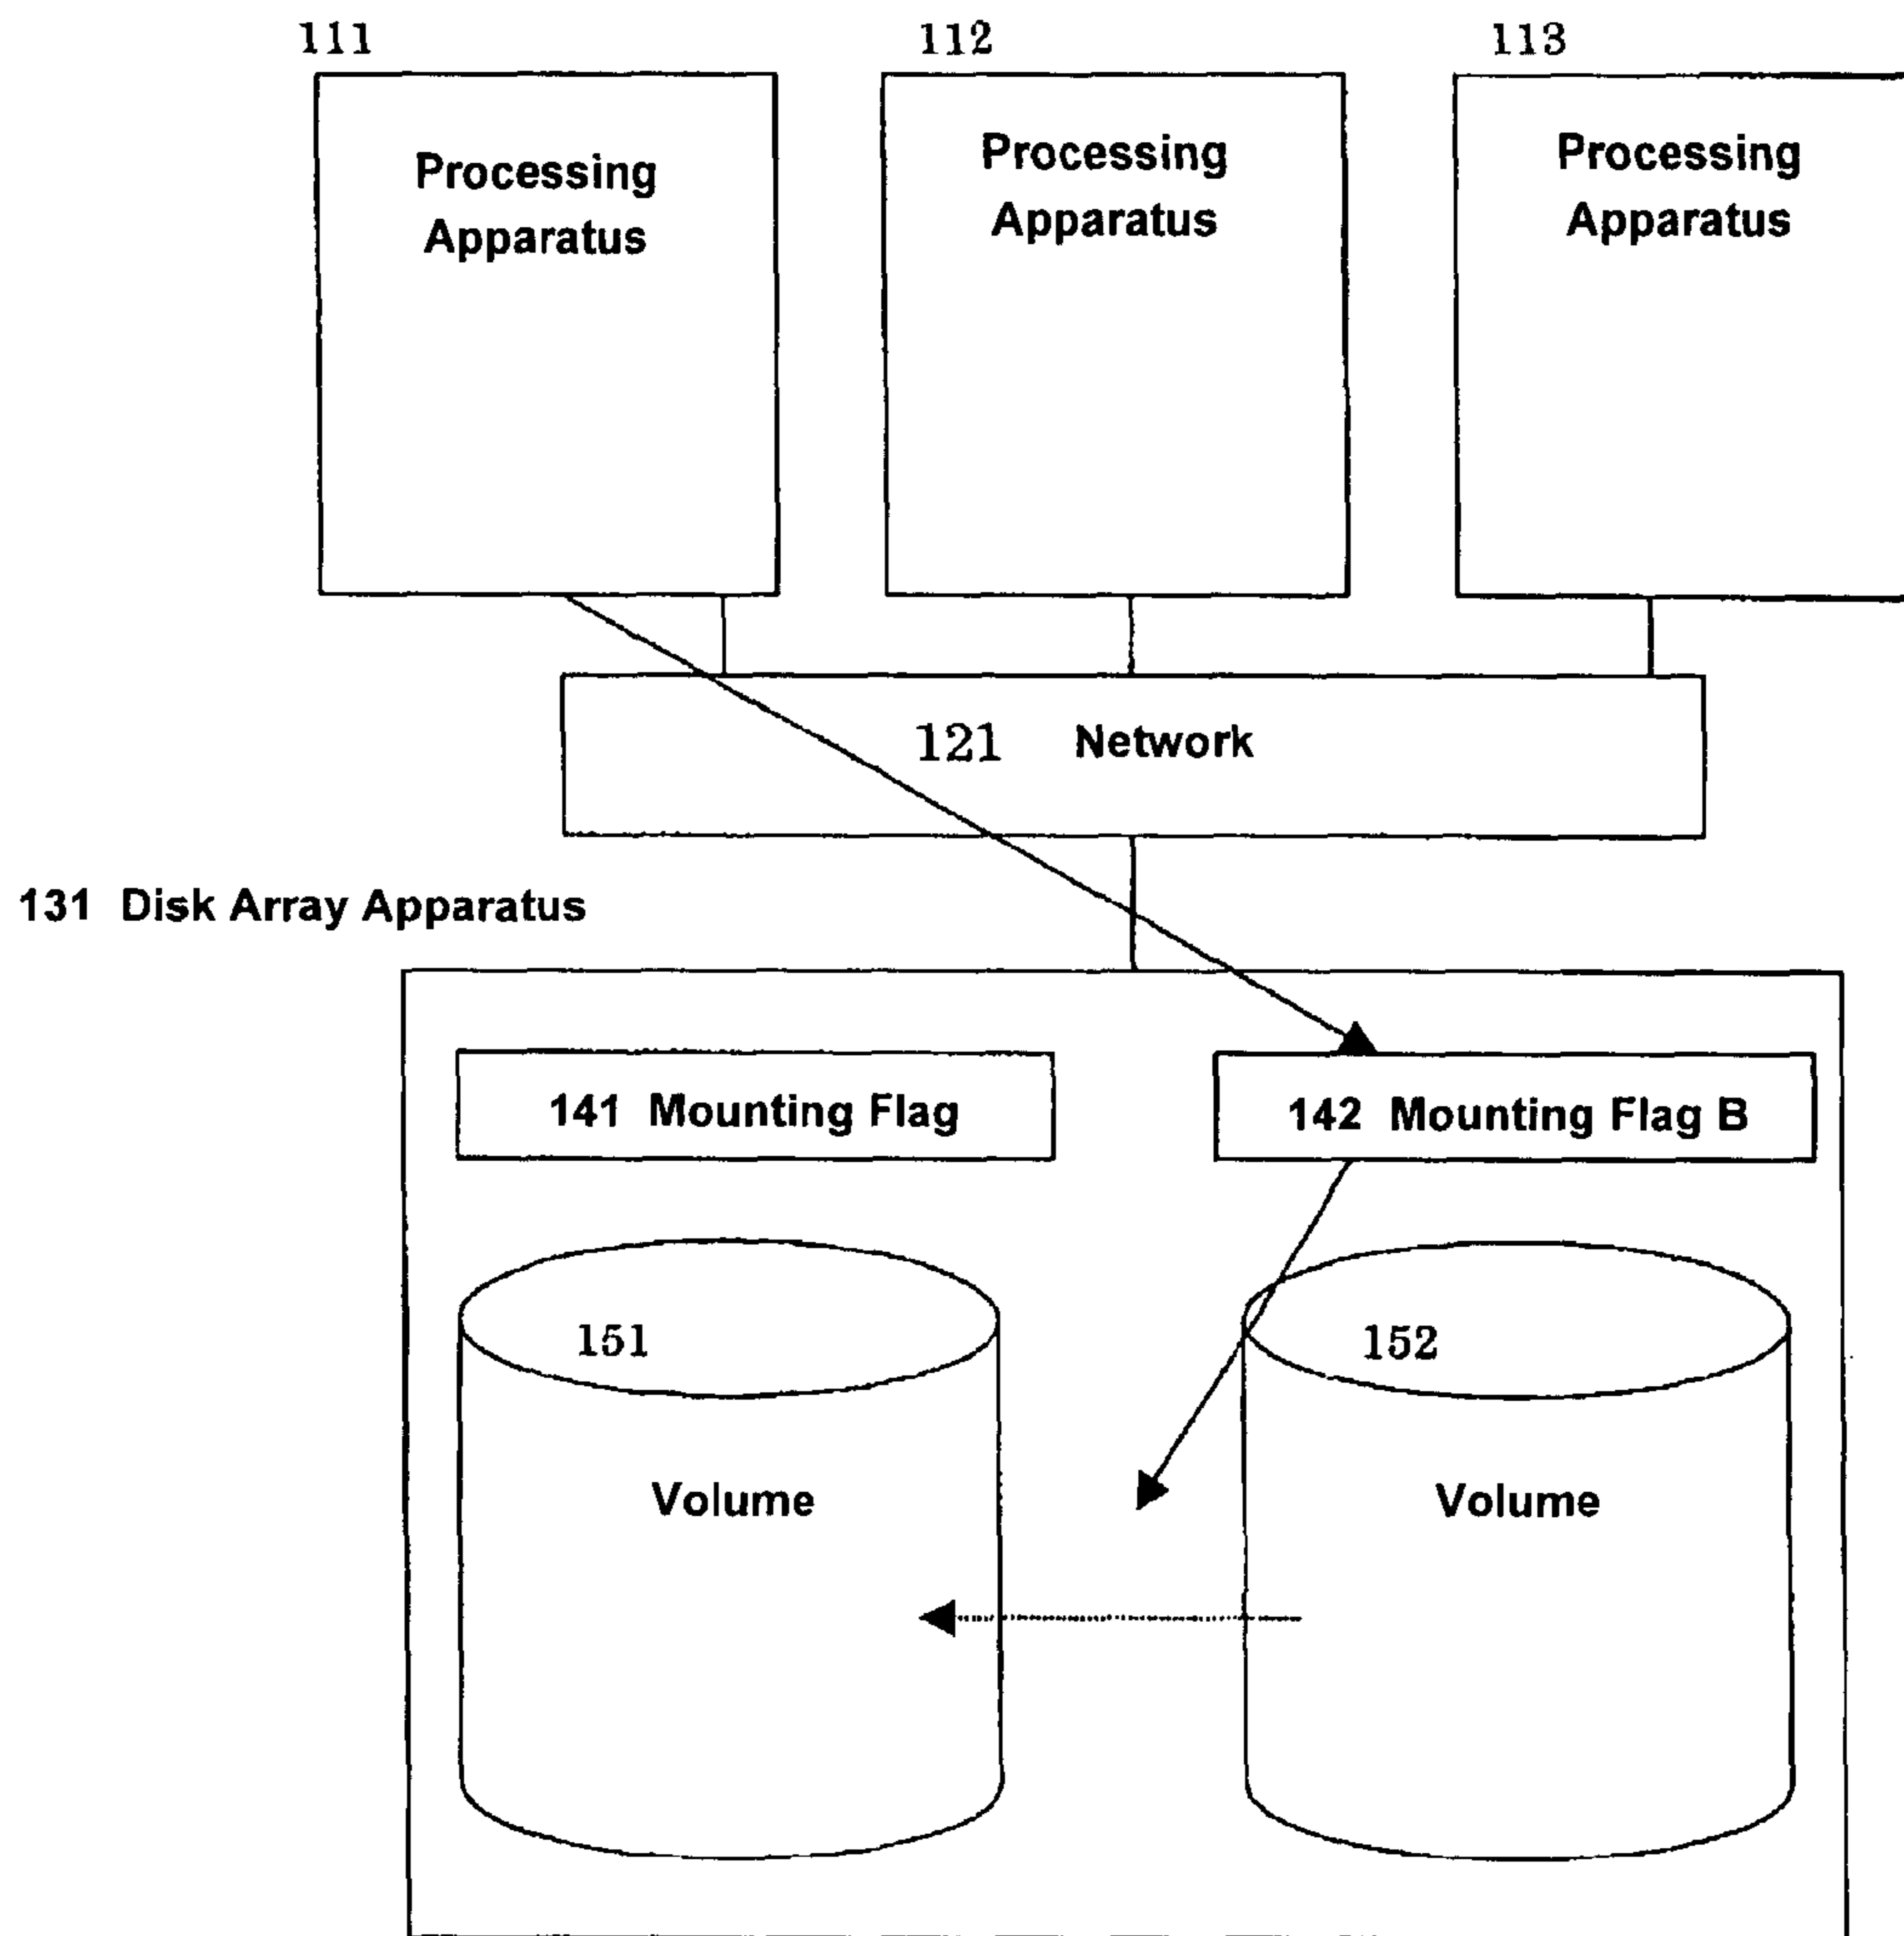 111
112
113
Processing
Apparatus
Processing
Apparatus
Processing
Apparatus
121 Network
131 Disk Array Apparatus
141 Mounting Flag
142 Mounting Flag B
151
152
Volume
Volume